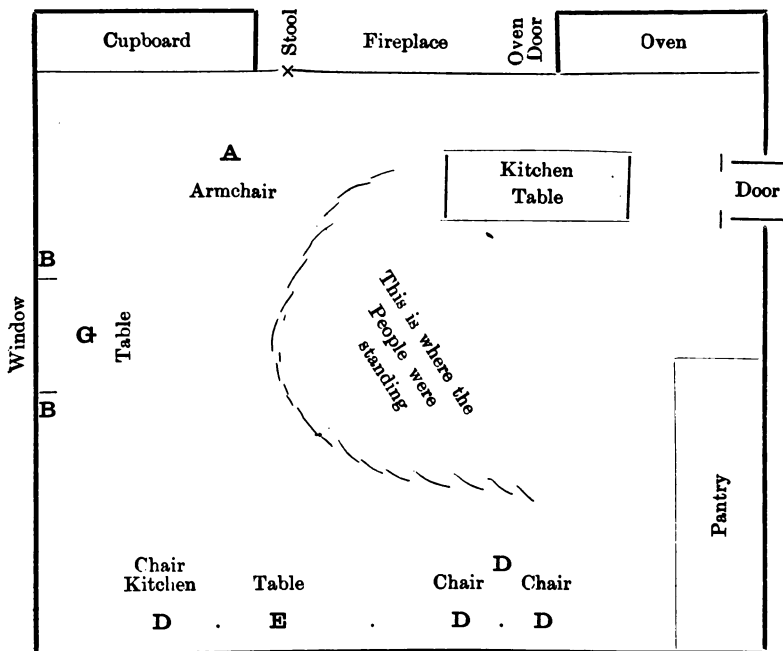 Cupboard
Stool
Fireplace
Oven
Door
Oven
A
Armchair
Kitchen
Table
Door
B
Window
G
Table
B
This is where the
People were
standing
Pantry
Chair
Kitchen
Table
Chair
D
Chair
D
E
D
D